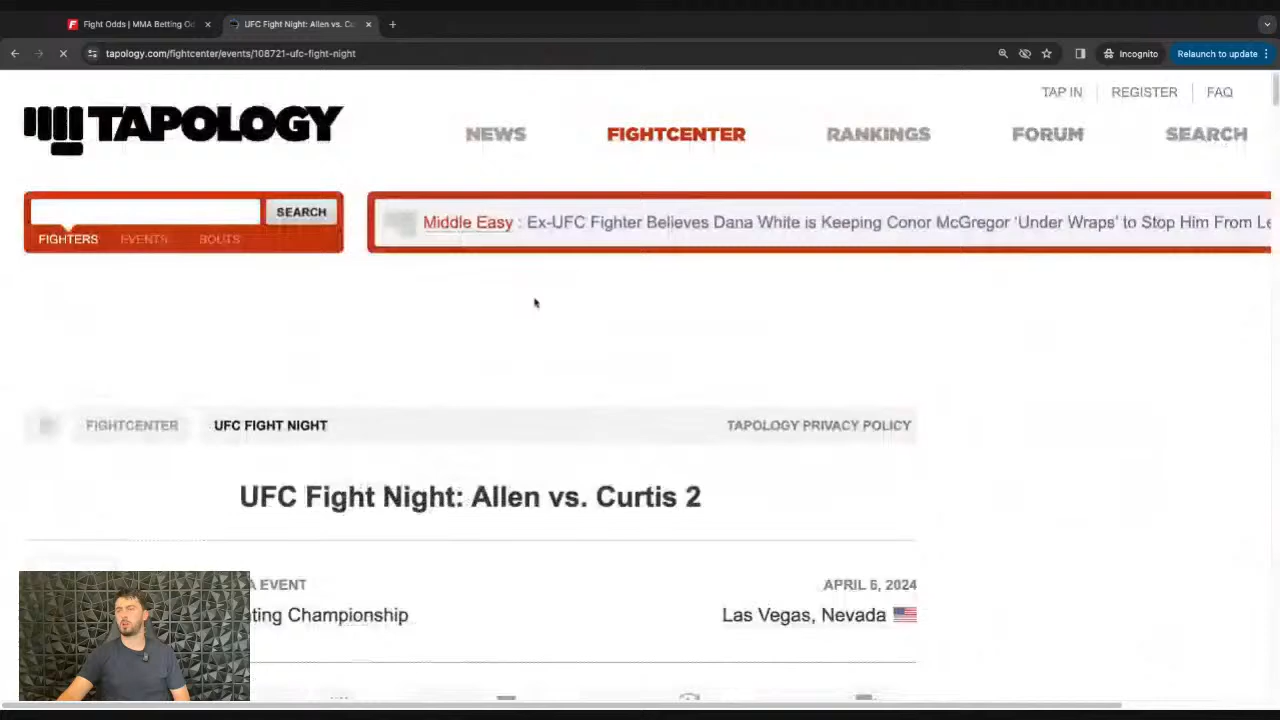 Fight Odds | MMA Betting Od
UFC Fight Night: Allen vs. Cu
tapology.com/fightcenter/events/108721-ufc-fight-night
Incognito
Relaunch to update
TAP IN
REGISTER
FAQ
TAPOLOGY
NEWS
FIGHTCENTER
RANKINGS
FORUM
SEARCH
SEARCH
FIGHTERS
EVENTS
BOUTS
Middle Easy : Ex-UFC Fighter Believes Dana White is Keeping Conor McGregor ‘Under Wraps’ to Stop Him From Le
FIGHTCENTER
UFC FIGHT NIGHT
TAPOLOGY PRIVACY POLICY
UFC Fight Night: Allen vs. Curtis 2
A EVENT
APRIL 6, 2024
ting Championship
Las Vegas, Nevada